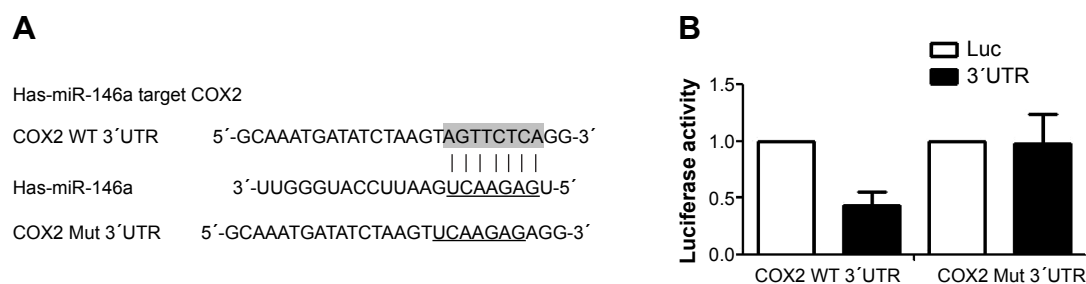 A
Has-miR-146a target COX2
COX2 WT 3´UTR 5´-GCAAATGATATCTAAGTAGTTCTCAGG-3´
Has-miR-146a 3´-UUGGGUACCUUAAGUCAAGAGU-5´
COX2 Mut 3´UTR 5´-GCAAATGATATCTAAGTUCAAGAGAGG-3´
B
Luc
3´UTR
Luciferase activity
1.5
1.0
0.5
0.0
COX2 WT 3´UTR
COX2 Mut 3´UTR